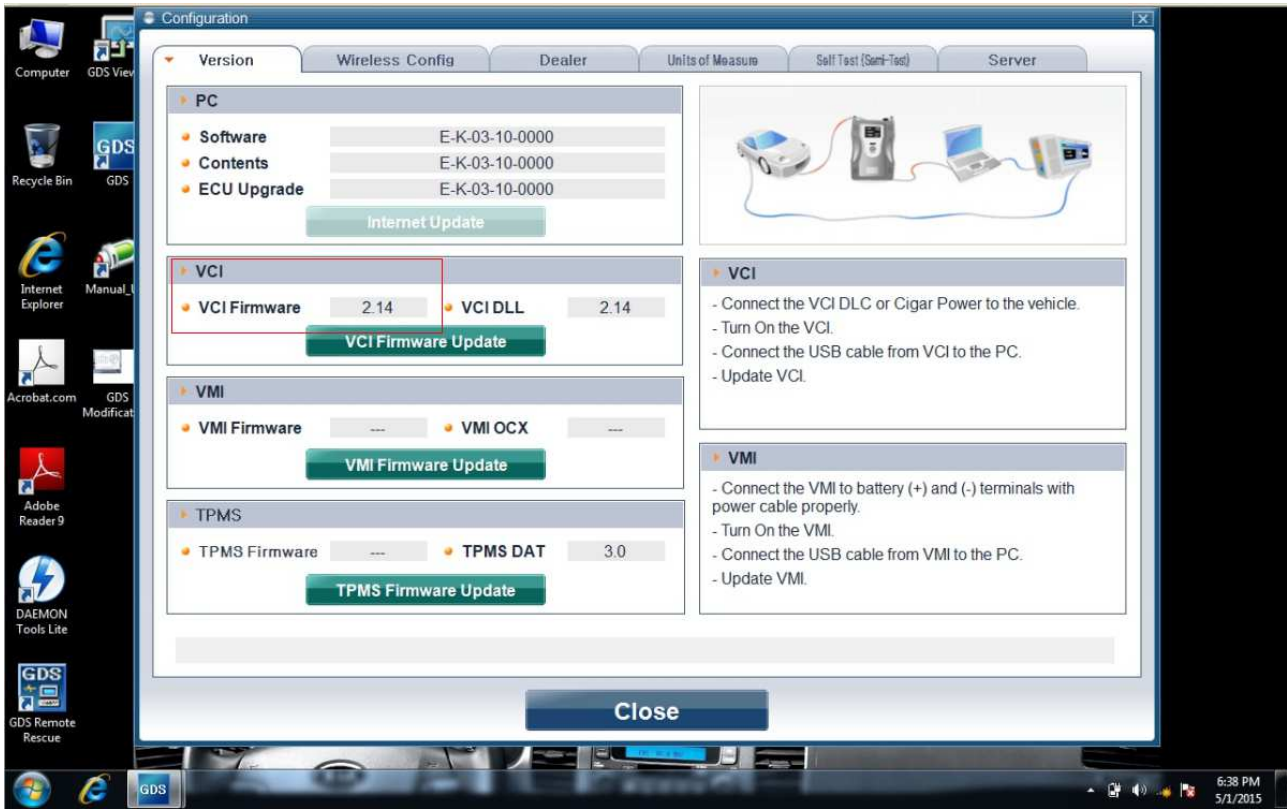 Configuration
Version
Wireless Config
Dealer
Units of Measure
Self Test (Semi-Test)
Server
PC
Software E-K-03-10-0000
Contents E-K-03-10-0000
ECU Upgrade E-K-03-10-0000
Internet Update
VCI
VCI Firmware 2.14 VCI DLL 2.14
VCI Firmware Update
VMI
VMI Firmware --- VMI OCX ---
VMI Firmware Update
TPMS
TPMS Firmware --- TPMS DAT 3.0
TPMS Firmware Update
VCI
- Connect the VCI DLC or Cigar Power to the vehicle.
- Turn On the VCI.
- Connect the USB cable from VCI to the PC.
- Update VCI.
VMI
- Connect the VMI to battery (+) and (-) terminals with
power cable properly.
- Turn On the VMI.
- Connect the USB cable from VMI to the PC.
- Update VMI.
Close
Computer
GDS View
Recycle Bin
GDS
GDS
Internet
Explorer
Manual_U
Acrobat.com
GDS
Modificat
Adobe
Reader 9
DAEMON
Tools Lite
GDS
GDS Remote
Rescue
GDS
6:38 PM
5/1/2015